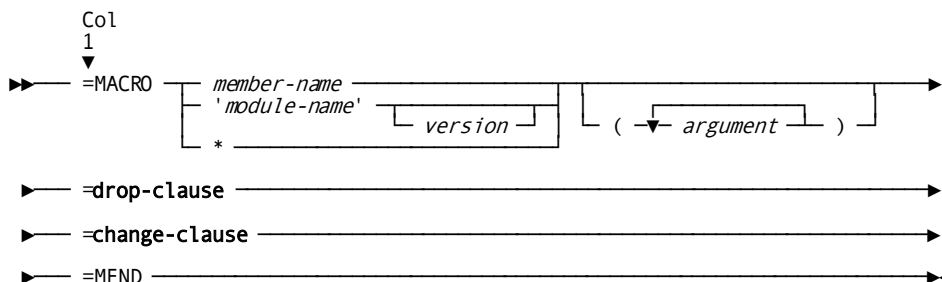 Col
1
=MACRO member-name
'module-name' version ( argument )
*
=drop-clause
=change-clause
=MEND